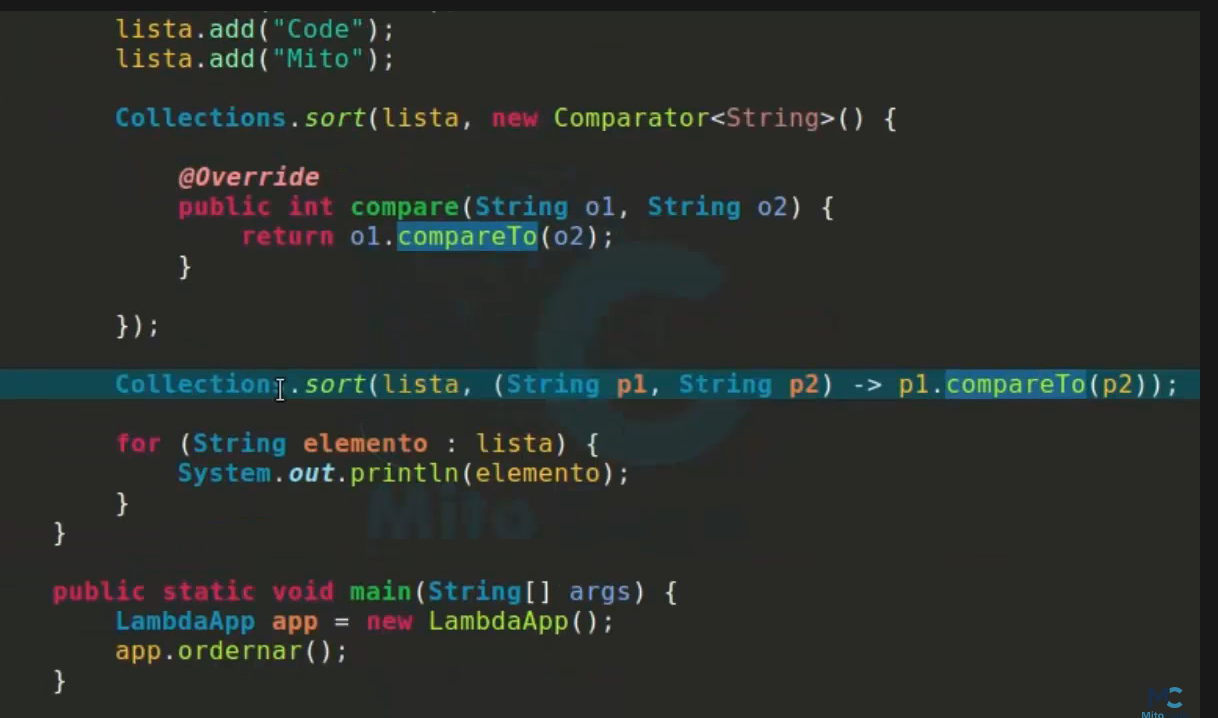 lista.add("Code");
lista.add("Mito");
Collections.sort(lista, new Comparator<String>() {
@Override
public int compare(String o1, String o2) {
return o1.compareTo(o2);
}
});
Collections.sort(lista, (String p1, String p2) -> p1.compareTo(p2));
for (String elemento : lista) {
System.out.println(elemento);
}
}
public static void main(String[] args) {
LambdaApp app = new LambdaApp();
app.ordernar();
}
Mito
MC
Mito